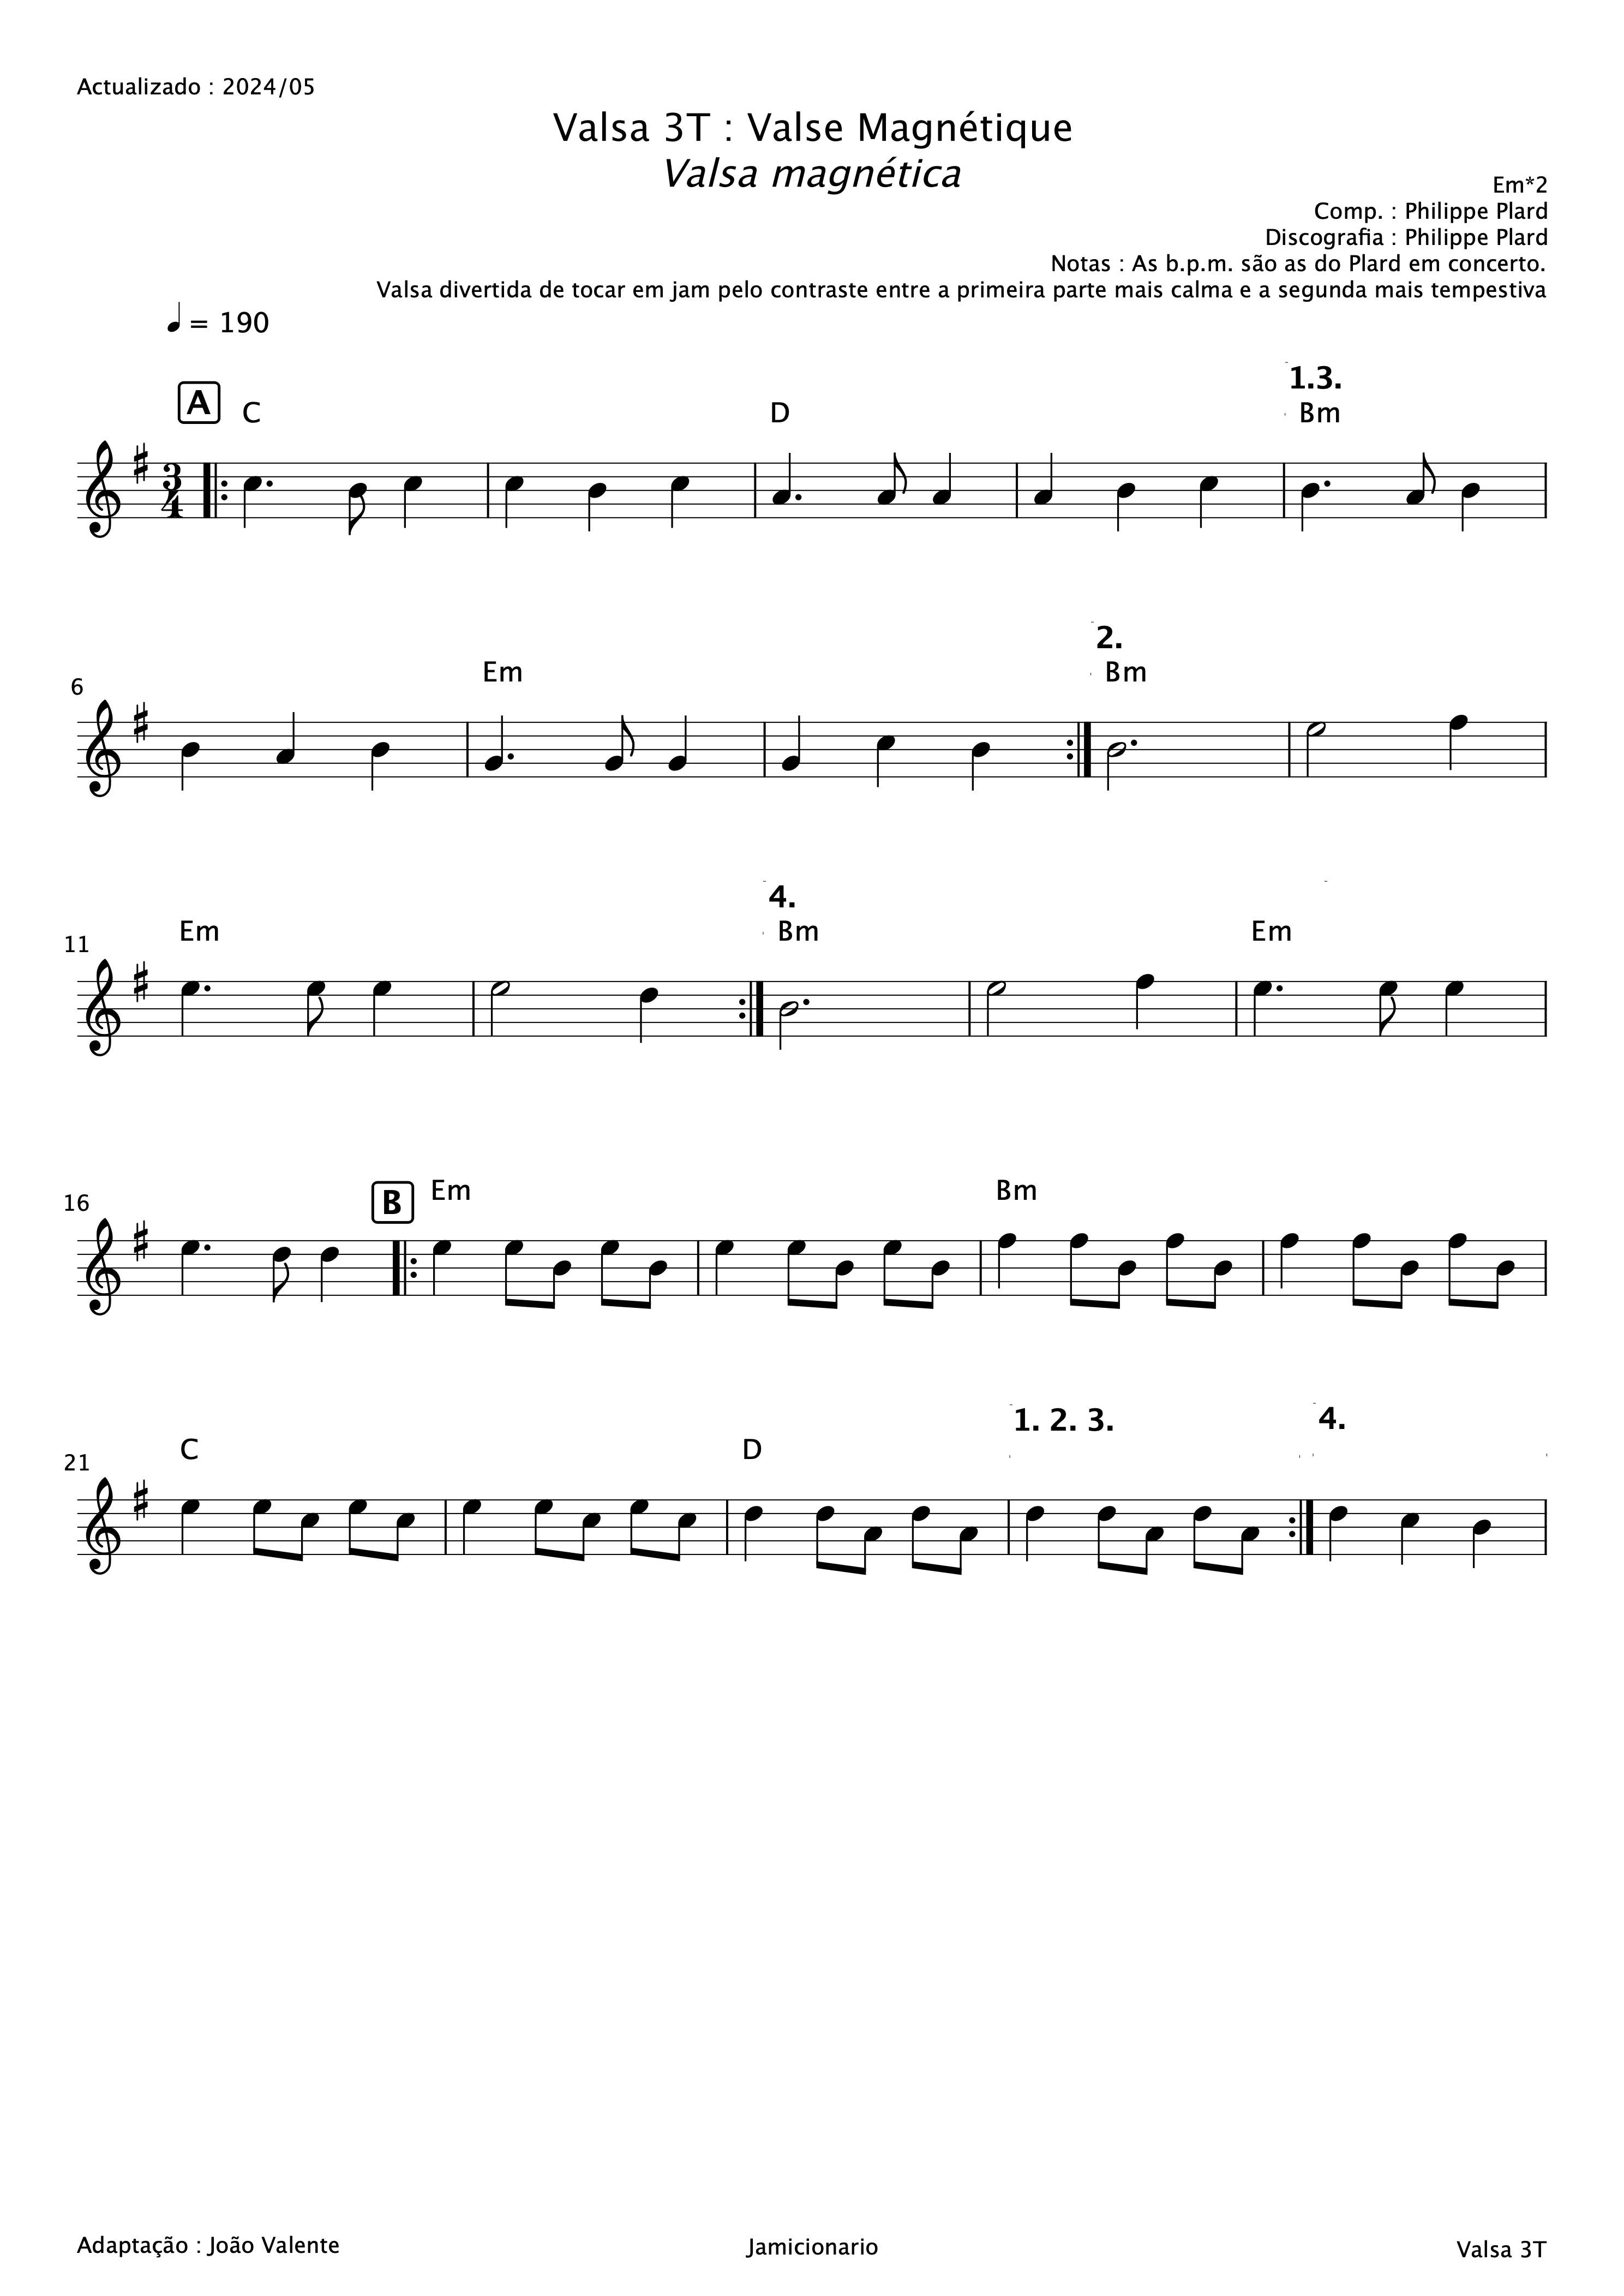 Actualizado : 2024/05
Valsa 3T : Valse Magnétique
Valsa magnética
Em*2
Comp. : Philippe Plard
Discografia : Philippe Plard
Notas : As b.p.m. são as do Plard em concerto.
Valsa divertida de tocar em jam pelo contraste entre a primeira parte mais calma e a segunda mais tempestiva
= 190
1.3.
A C D Bm
3
4
2.
6 Em Bm
4.
11 Em Bm Em
16 B Em Bm
1. 2. 3. 4.
21 C D
Adaptação : João Valente
Jamicionario
Valsa 3T